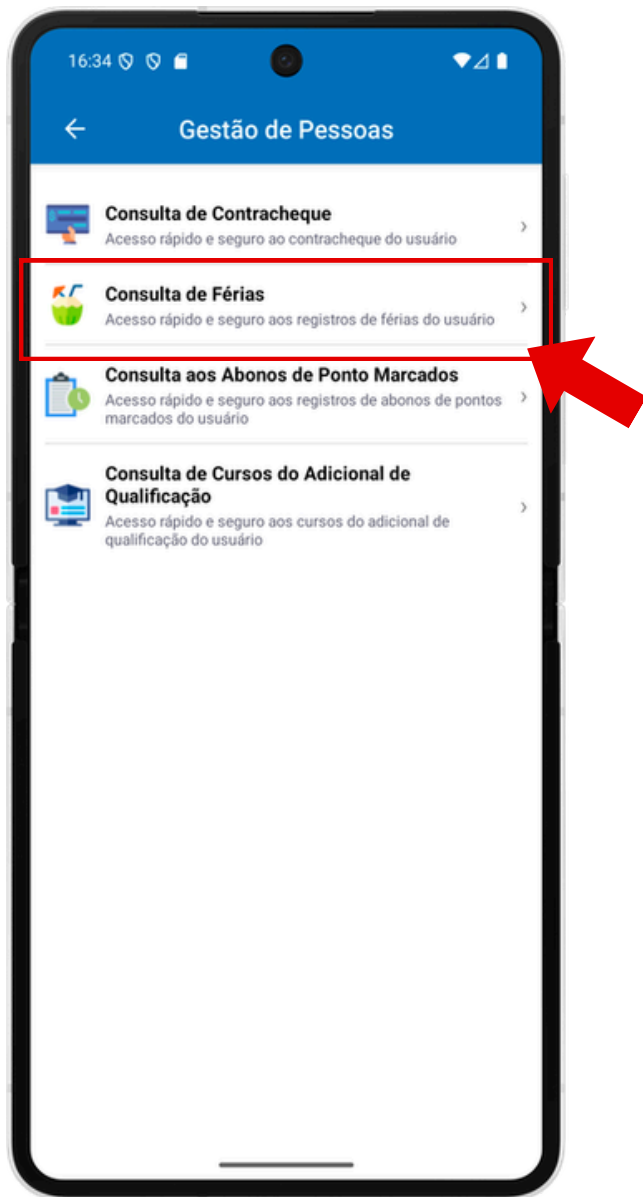 16:34
Gestão de Pessoas
Consulta de Contracheque
Acesso rápido e seguro ao contracheque do usuário
Consulta de Férias
Acesso rápido e seguro aos registros de férias do usuário
Consulta aos Abonos de Ponto Marcados
Acesso rápido e seguro aos registros de abonos de pontos
marcados do usuário
Consulta de Cursos do Adicional de
Qualificação
Acesso rápido e seguro aos cursos do adicional de
qualificação do usuário